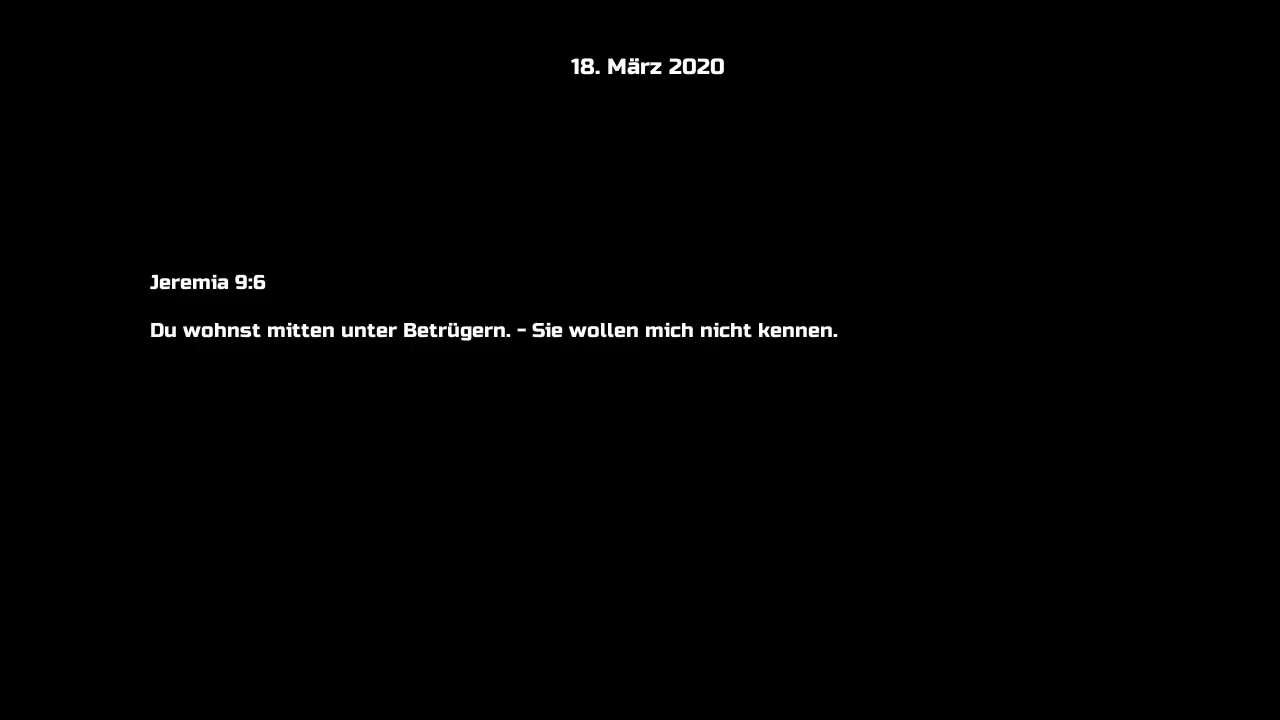 18. März 2020
Jeremia 9:6
Du wohnst mitten unter Betrügern. - Sie wollen mich nicht kennen.